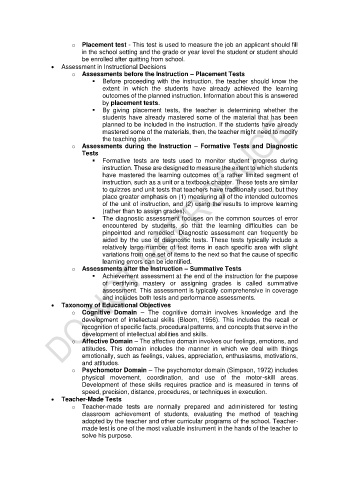 o Placement test - This test is used to measure the job an applicant should fill
in the school setting and the grade or year level the student or student should
be enrolled after quitting from school.
• Assessment in Instructional Decisions
o Assessments before the Instruction – Placement Tests
▪ Before proceeding with the instruction, the teacher should know the
extent in which the students have already achieved the learning
outcomes of the planned instruction. Information about this is answered
by placement tests.
▪ By giving placement tests, the teacher is determining whether the
students have already mastered some of the material that has been
planned to be included in the instruction. If the students have already
mastered some of the materials, then, the teacher might need to modify
the teaching plan.
o Assessments during the Instruction – Formative Tests and Diagnostic
Tests
▪ Formative tests are used to monitor student progress during
instruction. These are designed to measure the extent to which students
have mastered the learning outcomes of a rather limited segment of
instruction, such as a unit or a textbook chapter. These tests are similar
to quizzes and unit tests that teachers have traditionally used, but they
place greater emphasis on (1) measuring all of the intended outcomes
of the unit of instruction, and (2) using the results to improve learning
(rather than to assign grades).
▪ The diagnostic assessment focuses on the common sources of error
encountered by students, so that the learning difficulties can be
pinpointed and remedied. Diagnostic assessment can frequently be
aided by the use of diagnostic tests. These tests typically include a
relatively large number of test items in each specific area with slight
variations from one set of items to the next so that the cause of specific
learning errors can be identified.
o Assessments after the Instruction – Summative Tests
▪ Achievement assessment at the end of the instruction for the purpose
of certifying mastery or assigning grades is called summative
assessment. This assessment is typically comprehensive in coverage
and includes both tests and performance assessments.
• Taxonomy of Educational Objectives
o Cognitive Domain – The cognitive domain involves knowledge and the
development of intellectual skills (Bloom, 1956). This includes the recall or
recognition of specific facts, procedural patterns, and concepts that serve in the
development of intellectual abilities and skills.
o Affective Domain – The affective domain involves our feelings, emotions, and
attitudes. This domain includes the manner in which we deal with things
emotionally, such as feelings, values, appreciation, enthusiasms, motivations,
and attitudes.
o Psychomotor Domain – The psychomotor domain (Simpson, 1972) includes
physical movement, coordination, and use of the motor-skill areas.
Development of these skills requires practice and is measured in terms of
speed, precision, distance, procedures, or techniques in execution.
• Teacher-Made Tests
o Teacher-made tests are normally prepared and administered for testing
classroom achievement of students, evaluating the method of teaching
adopted by the teacher and other curricular programs of the school. Teacher-
made test is one of the most valuable instrument in the hands of the teacher to
solve his purpose.